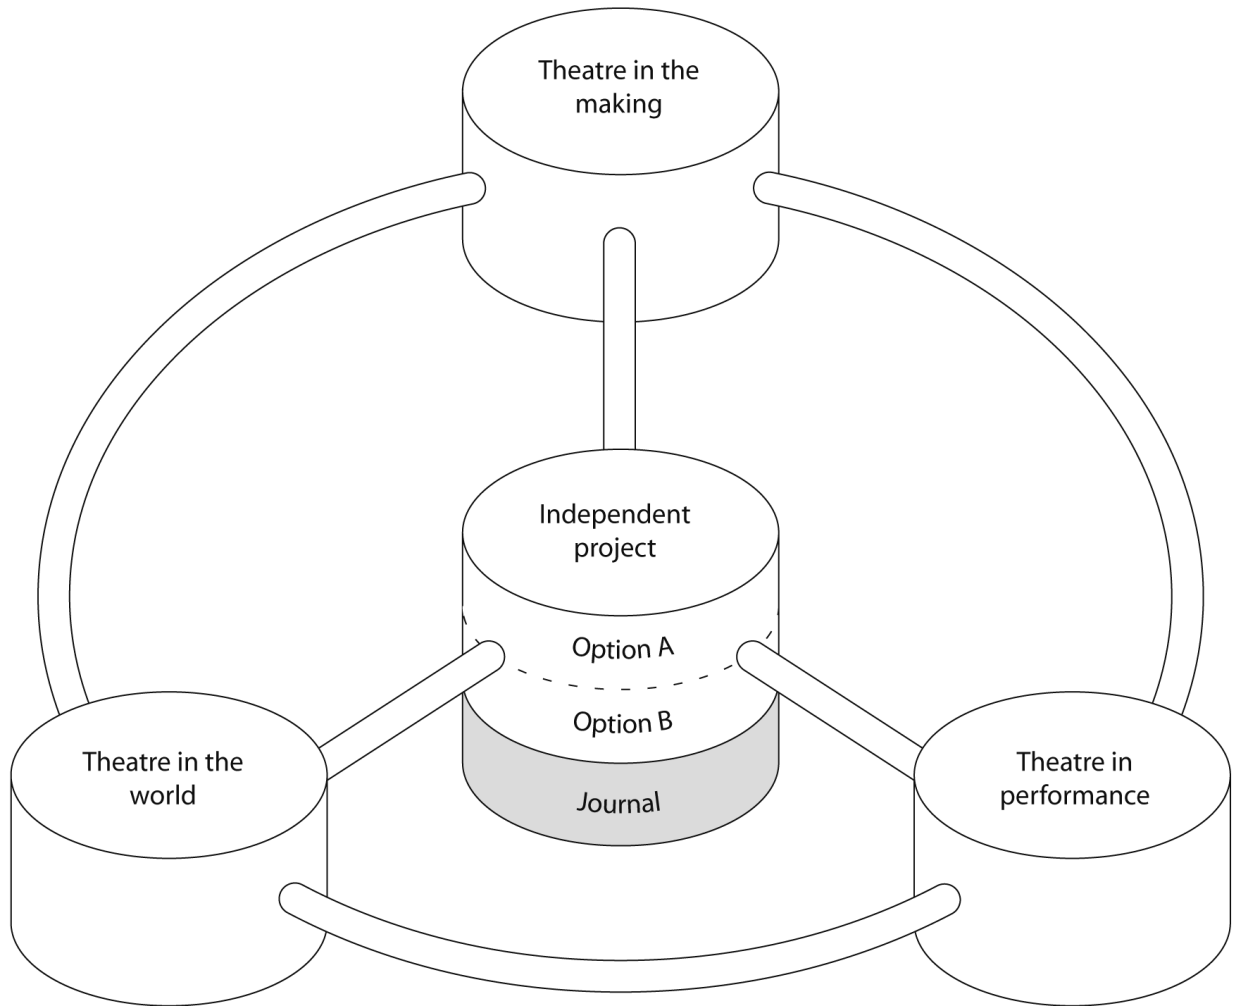 Theatre in the
making
Independent
project
Option A
Option B
Journal
Theatre in the
world
Theatre in
performance